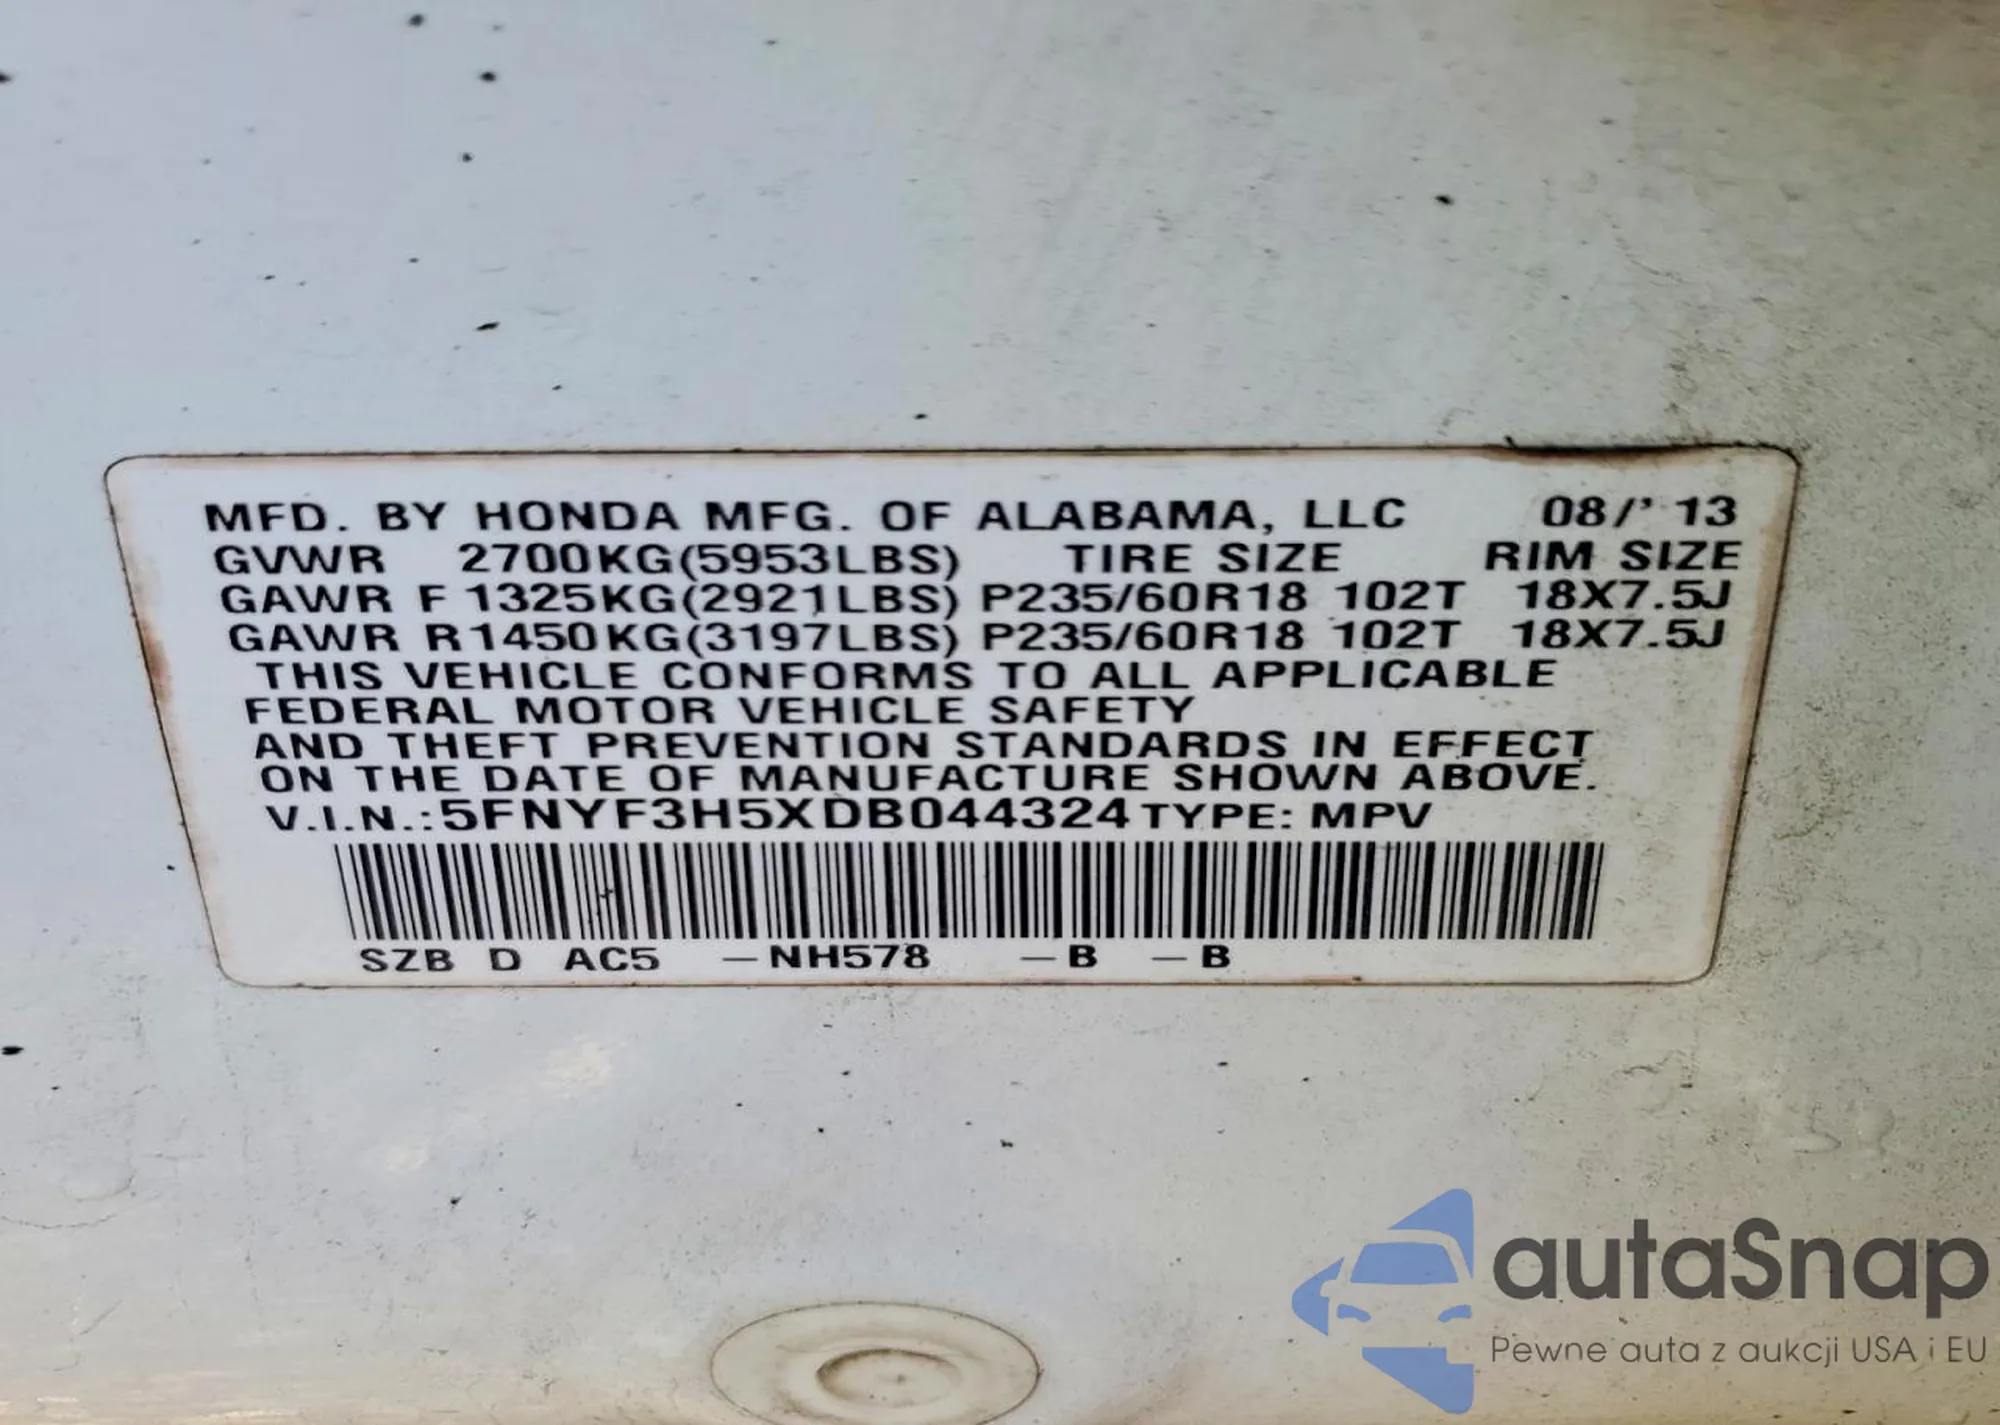 MFD. BY HONDA MFG. OF ALABAMA, LLC 08/'13
GVWR 2700KG(5953LBS) TIRE SIZE RIM SIZE
GAWR F 1325KG(2921LBS) P235/60R18 102T 18X7.5J
GAWR R1450KG(3197LBS) P235/60R18 102T 18X7.5J
THIS VEHICLE CONFORMS TO ALL APPLICABLE
FEDERAL MOTOR VEHICLE SAFETY
AND THEFT PREVENTION STANDARDS IN EFFECT
ON THE DATE OF MANUFACTURE SHOWN ABOVE.
V.I.N.:5FNYF3H5XDB044324 TYPE: MPV
SZB D AC5 –NH578 –B –B
autaSnap
Pewne auta z aukcji USA i EU